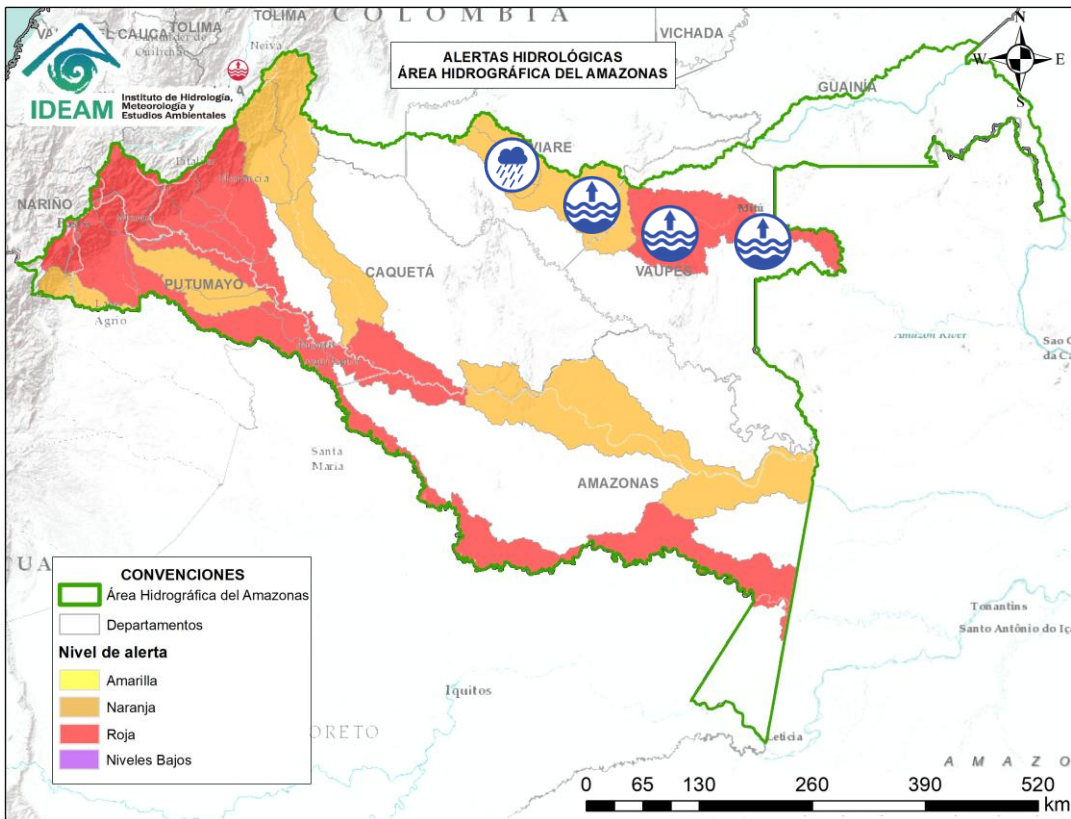 COLOMBIA
TOLIMA
TOLIMA
Neiva
VICHADA
ALERTAS HIDROLÓGICAS
ÁREA HIDROGRÁFICA DEL AMAZONAS
N
W
E
S
IDEAM
Instituto de Hidrología,
Meteorología y
Estudios Ambientales
GUAINÍA
VIARE
NARIÑO
Mitú
VAUPÉS
CAQUETÁ
PUTUMAYO
Agrio
Amazon River
Santa
Maria
AMAZONAS
CONVENCIONES
Área Hidrográfica del Amazonas
Departamentos
Nivel de alerta
Amarilla
Naranja
Roja
Niveles Bajos
Tonantins
Santo Antônio do Iç
Iquitos
ORETO
Leticia
A M A Z O
0 65 130 260 390 520
km